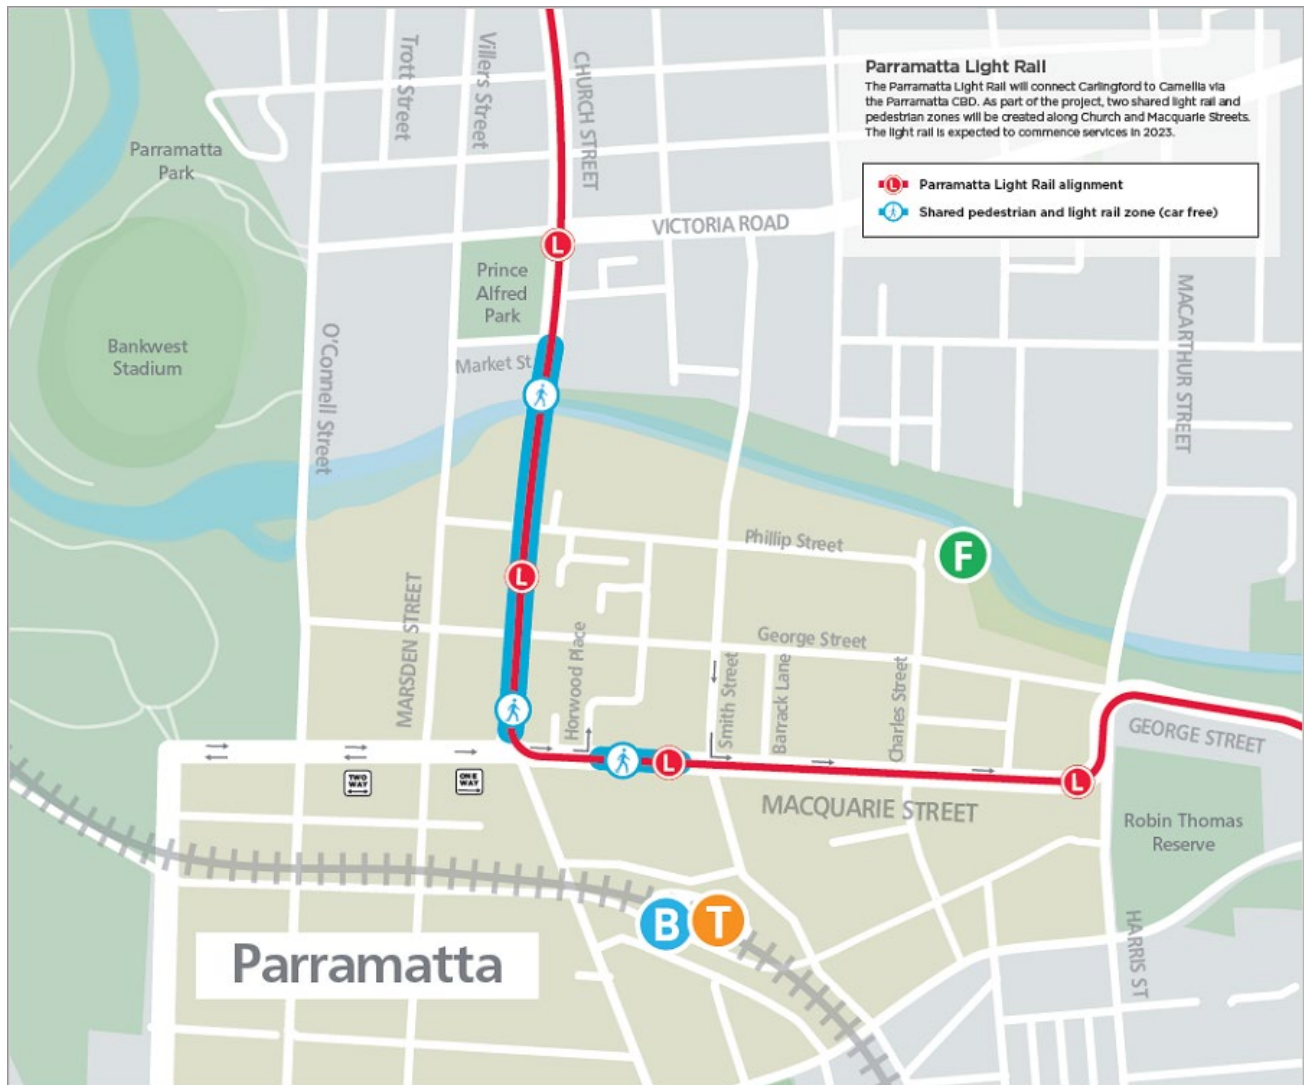 Parramatta Light Rail
The Parramatta Light Rail will connect Carlingford to Camellia via
the Parramatta CBD. As part of the project, two shared light rail and
pedestrian zones will be created along Church and Macquarie Streets.
The light rail is expected to commence services in 2023.
L Parramatta Light Rail alignment
Shared pedestrian and light rail zone (car free)
Trott Street
Villers Street
CHURCH STREET
Parramatta
Park
VICTORIA ROAD
L
Prince
Alfred
Park
MACARTHUR STREET
Bankwest
Stadium
O'Connell Street
Market St
Phillip Street
F
L
MARSDEN STREET
Horwood Place
George Street
Smith Street
Barrack Lane
Charles Street
GEORGE STREET
TWO
WAY
ONE
WAY
L
L
MACQUARIE STREET
Robin Thomas
Reserve
B
T
HARRIS ST
Parramatta